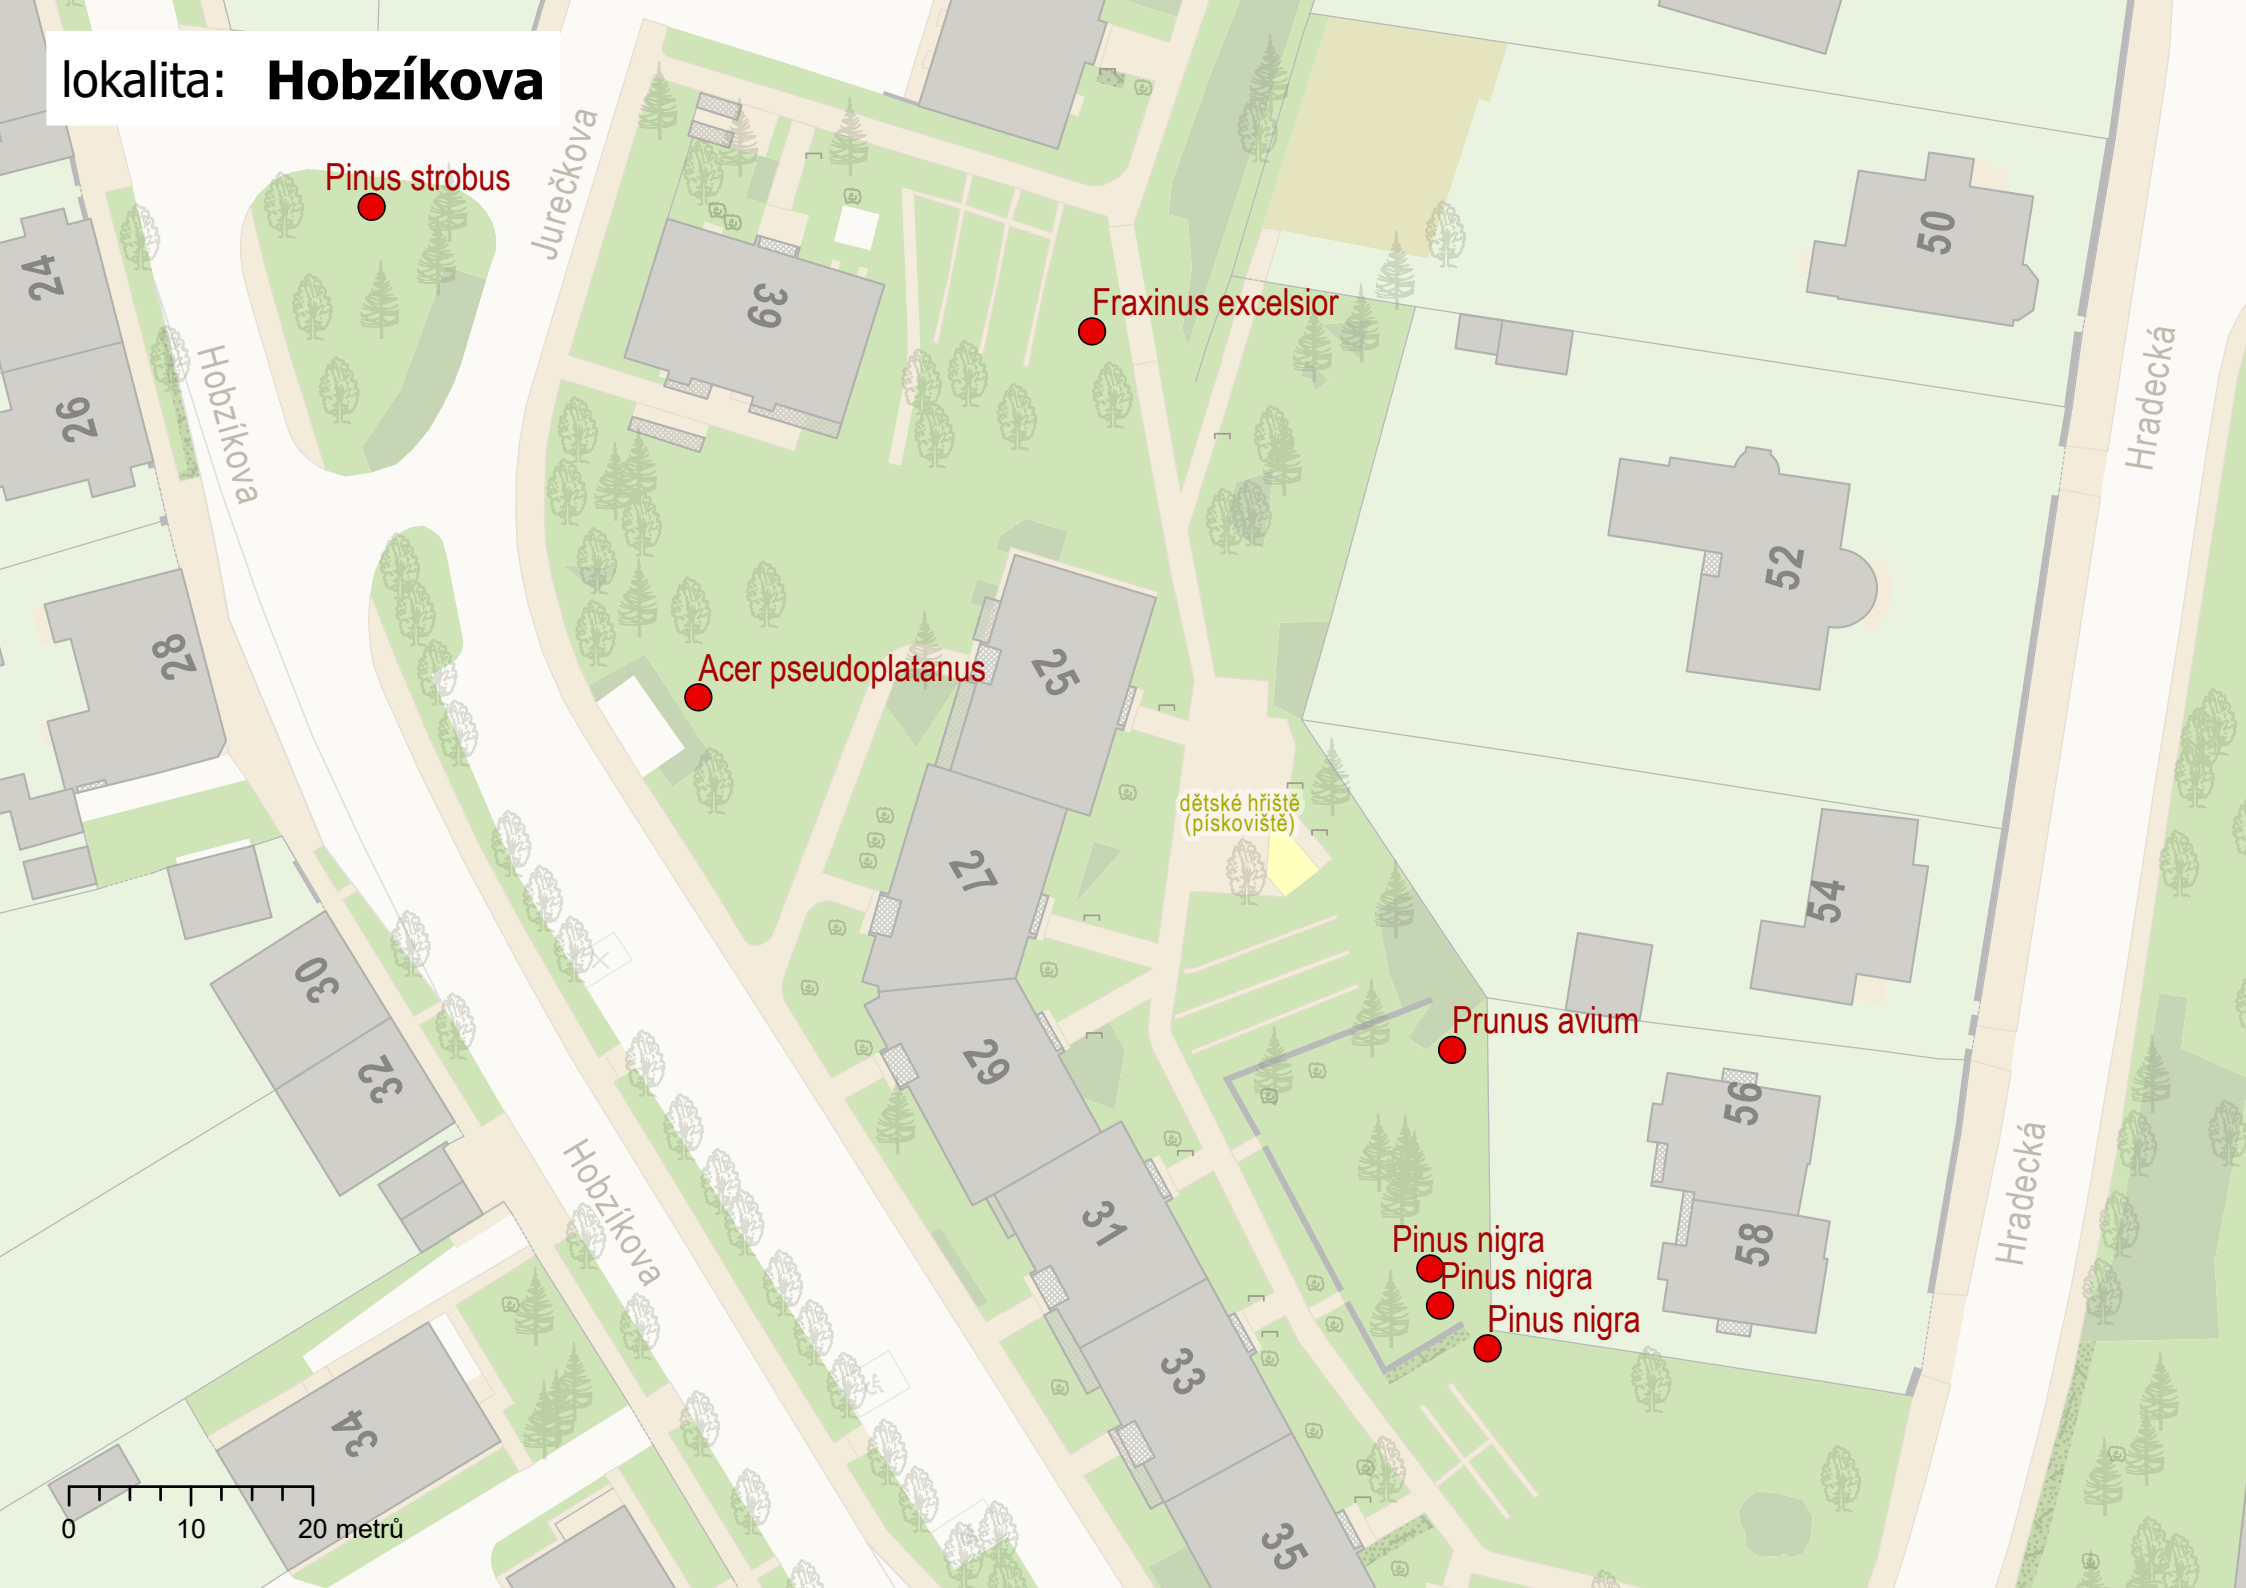 lokalita: Hobzíkova
Jurečkova
Pinus strobus
50
24
39
Fraxinus excelsior
Hradecká
26
Hobzíkova
52
28
Acer pseudoplatanus
25
dětské hřiště
(pískoviště)
27
54
30
Prunus avium
32
29
56
Hobzíkova
Hradecká
31
Pinus nigra
58
Pinus nigra
Pinus nigra
33
34
0 10 20 metrů
35